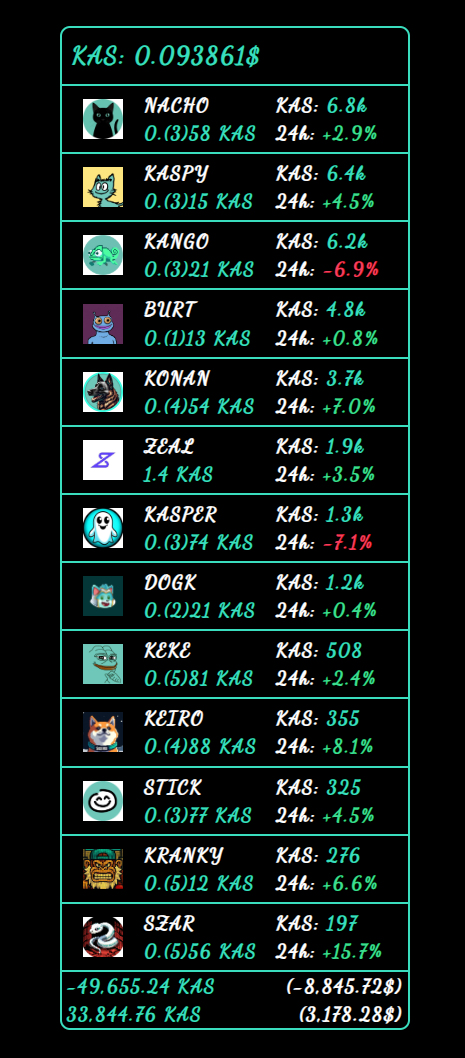 KAS: 0.093861$
NACHO KAS: 6.8k
0.(3)58 KAS 24h: +2.9%
KASPY KAS: 6.4k
0.(3)15 KAS 24h: +4.5%
KANGO KAS: 6.2k
0.(3)21 KAS 24h: -6.9%
BURT KAS: 4.8k
0.(1)13 KAS 24h: +0.8%
KONAN KAS: 3.7k
0.(4)54 KAS 24h: +7.0%
ZEAL KAS: 1.9k
1.4 KAS 24h: +3.5%
KASPER KAS: 1.3k
0.(3)74 KAS 24h: -7.1%
DOGK KAS: 1.2k
0.(2)21 KAS 24h: +0.4%
KEKE KAS: 508
0.(5)81 KAS 24h: +2.4%
KEIRO KAS: 355
0.(4)88 KAS 24h: +8.1%
STICK KAS: 325
0.(3)77 KAS 24h: +4.5%
KRANKY KAS: 276
0.(5)12 KAS 24h: +6.6%
SZAR KAS: 197
0.(5)56 KAS 24h: +15.7%
-49,655.24 KAS (-8,845.72$)
33,844.76 KAS (3,178.28$)